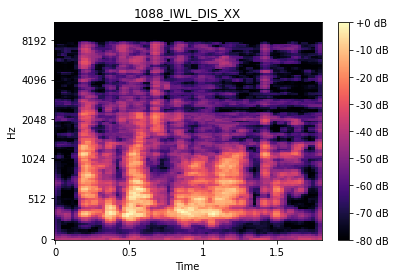 1088_IWL_DIS_XX
Hz
8192
4096
2048
1024
512
0
0
0.5
1
1.5
Time
+0 dB
-10 dB
-20 dB
-30 dB
-40 dB
-50 dB
-60 dB
-70 dB
-80 dB